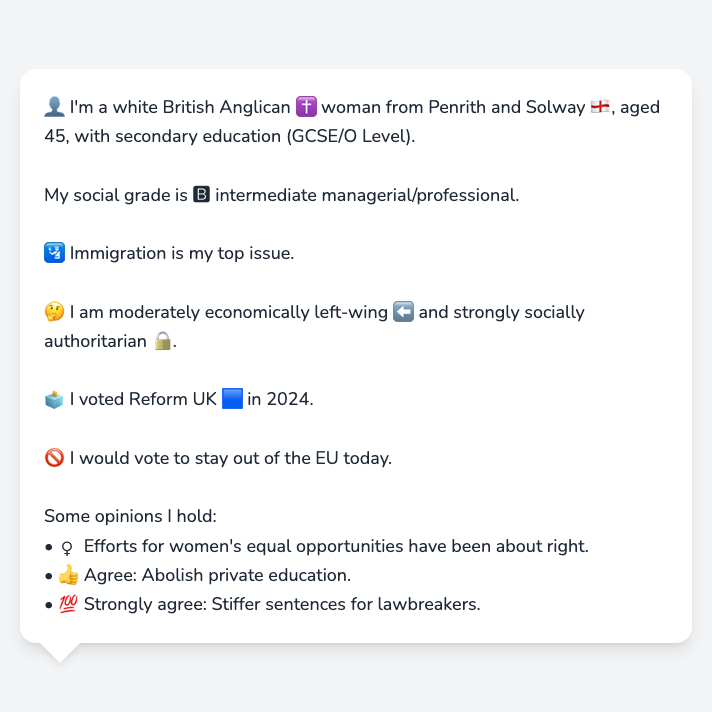 👤 I'm a white British Anglican ✝️ woman from Penrith and Solway 🏴󠁧󠁢󠁥󠁮󠁧󠁿, aged
45, with secondary education (GCSE/O Level).
My social grade is 🅱 intermediate managerial/professional.
🛂 Immigration is my top issue.
🤔 I am moderately economically left-wing ⬅️ and strongly socially
authoritarian 🔒.
🗳️ I voted Reform UK 🟦 in 2024.
🚫 I would vote to stay out of the EU today.
Some opinions I hold:
• ♀ Efforts for women's equal opportunities have been about right.
• 👍 Agree: Abolish private education.
• 💯 Strongly agree: Stiffer sentences for lawbreakers.